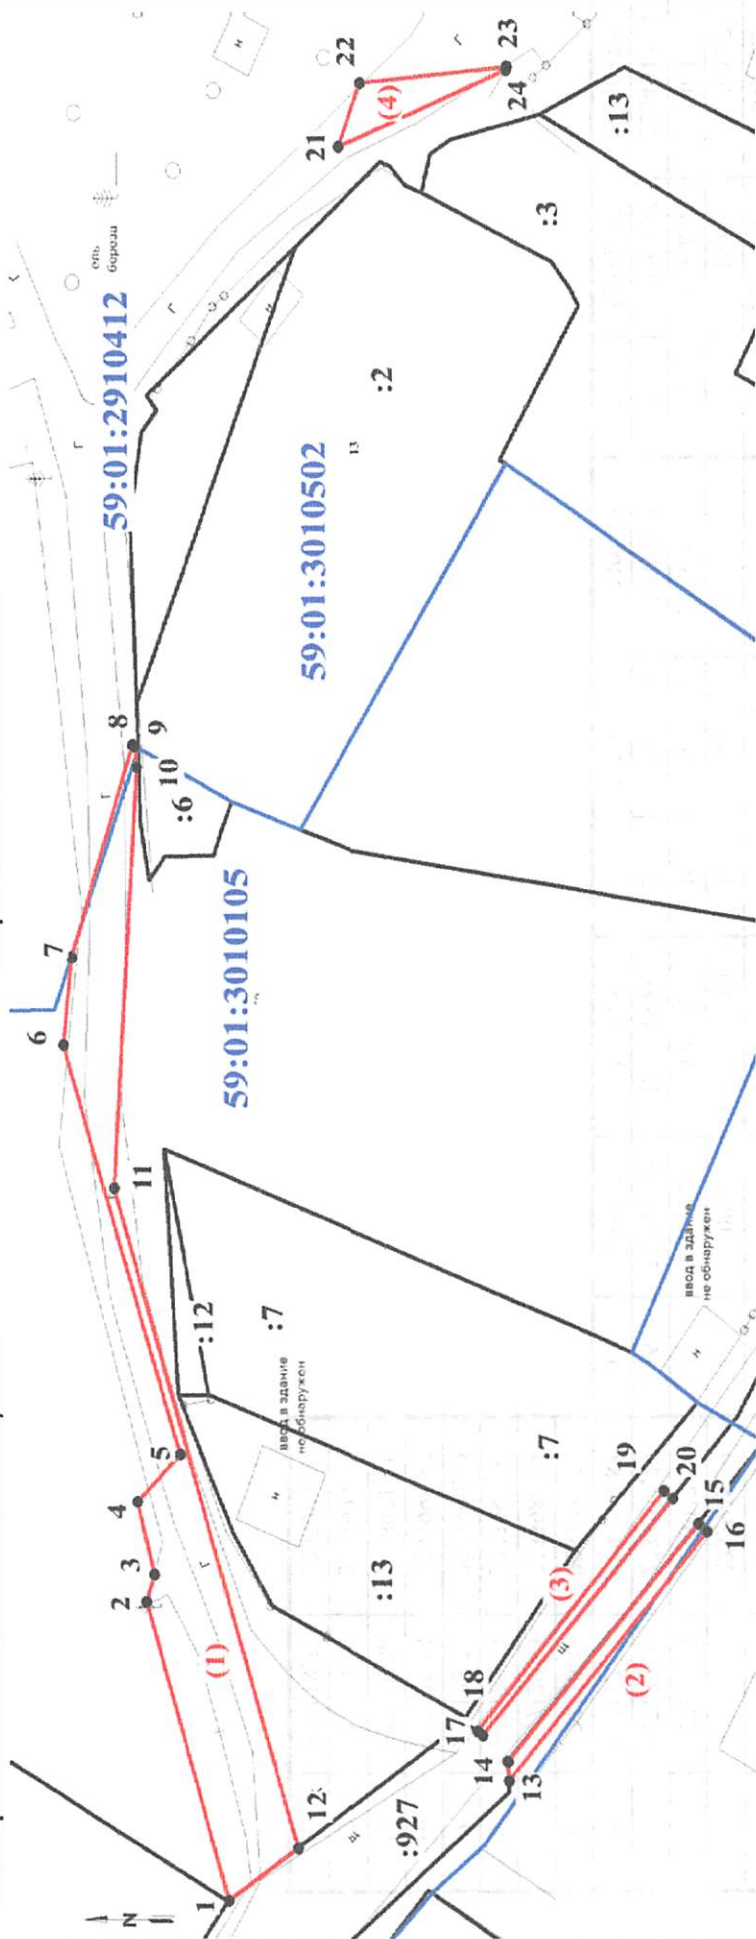 N
1
2
3
4
5
6
7
8
9
10
11
12
(1)
г
г
г
г
г
59:01:2910412
ель
береза
59:01:3010105
59:01:3010502
13
:6
:2
:3
:13
:12
:7
:7
:13
ввод в здание
не обнаружен
н
ввод в здание
не обнаружен
н
н
н
:927
13
14
15
16
(2)
17
18
19
20
(3)
21
22
23
24
(4)